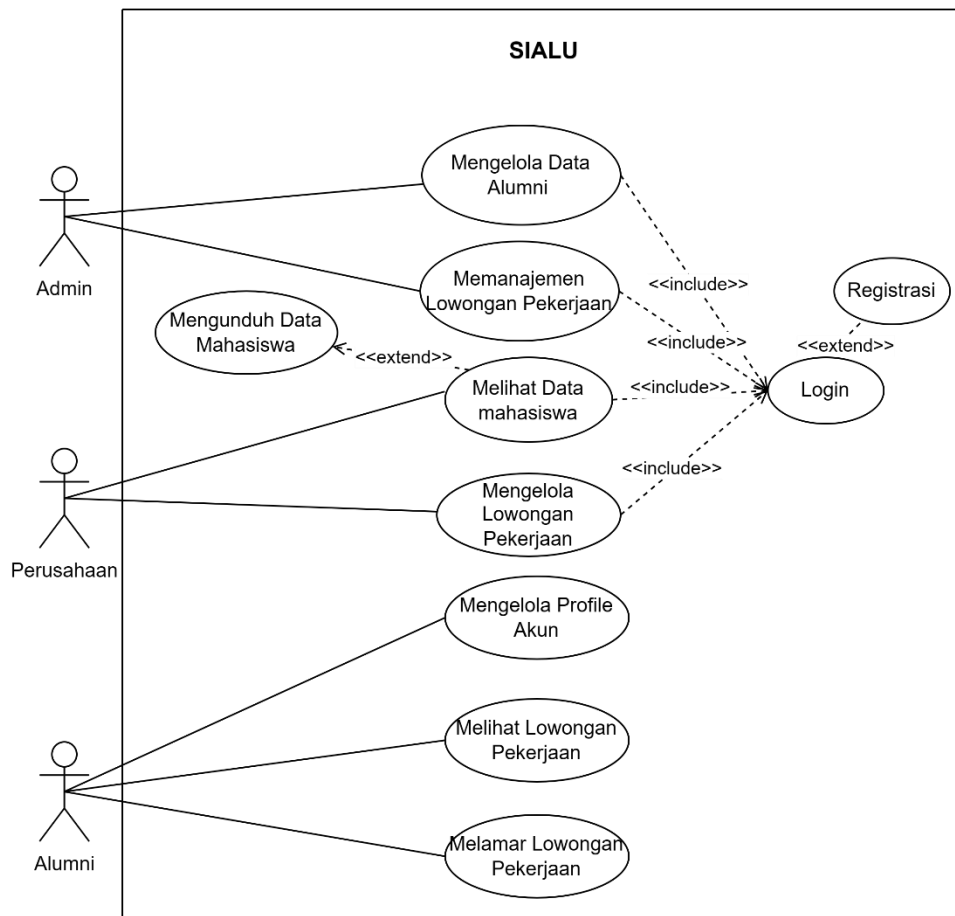 SIALU
Mengelola Data
Alumni
Admin
Memanajemen
Lowongan Pekerjaan
<<include>>
Registrasi
Mengunduh Data
Mahasiswa
<<extend>>
<<include>>
<<extend>>
Melihat Data
mahasiswa
<<include>>
Login
<<include>>
Mengelola
Lowongan
Pekerjaan
Perusahaan
Mengelola Profile
Akun
Melihat Lowongan
Pekerjaan
Alumni
Melamar Lowongan
Pekerjaan